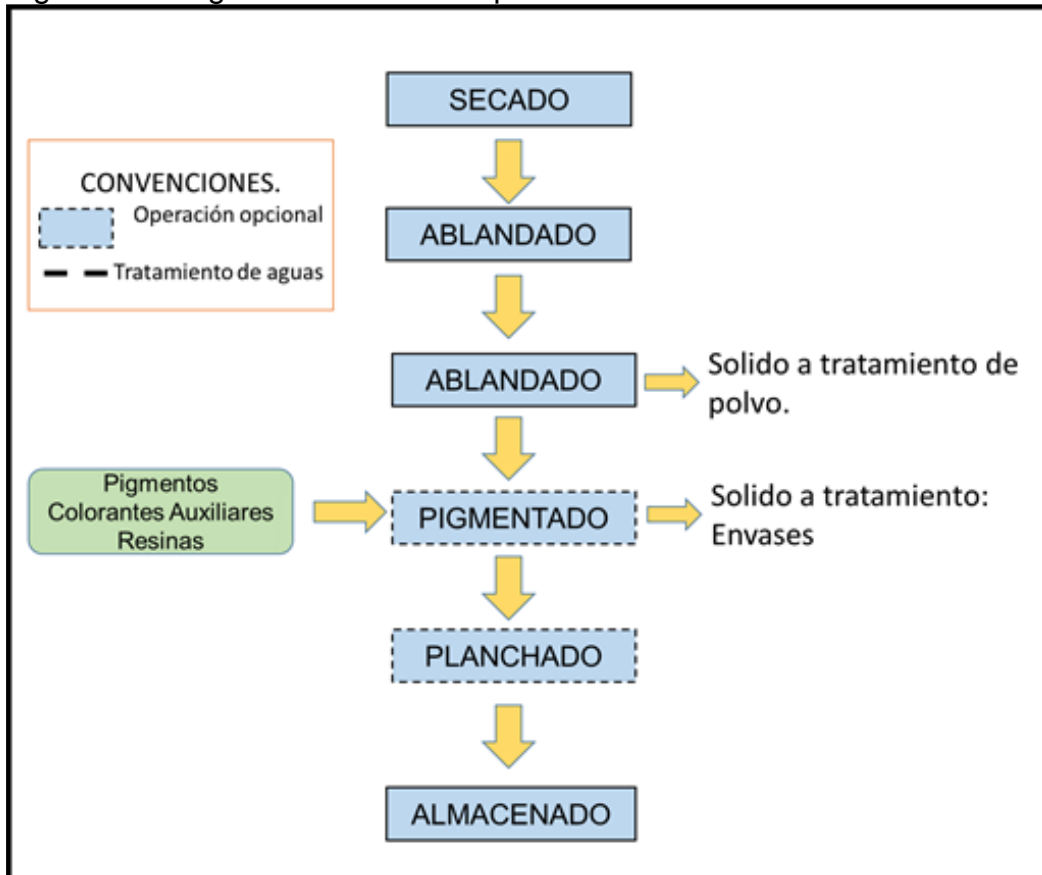 SECADO
CONVENCIONES.
Operación opcional
Tratamiento de aguas
ABLANDADO
ABLANDADO
Solido a tratamiento de
polvo.
Pigmentos
Colorantes Auxiliares
Resinas
PIGMENTADO
Solido a tratamiento:
Envases
PLANCHADO
ALMACENADO